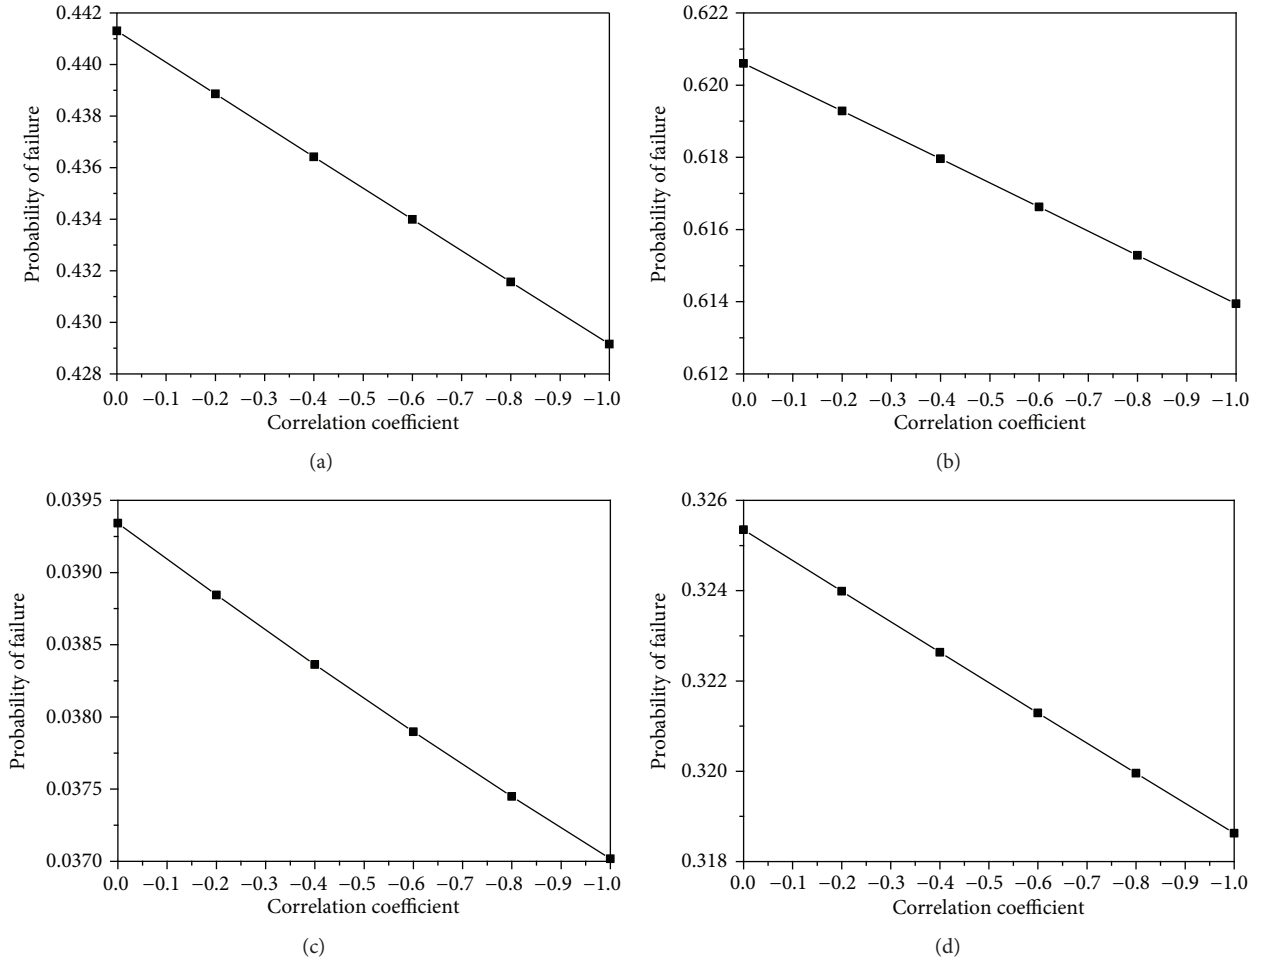 Probability of failure
0.442
0.440
0.438
0.436
0.434
0.432
0.430
0.428
0.0 −0.1 −0.2 −0.3 −0.4 −0.5 −0.6 −0.7 −0.8 −0.9 −1.0
Correlation coefficient
(a)
Probability of failure
0.622
0.620
0.618
0.616
0.614
0.612
0.0 −0.1 −0.2 −0.3 −0.4 −0.5 −0.6 −0.7 −0.8 −0.9 −1.0
Correlation coefficient
(b)
Probability of failure
0.0395
0.0390
0.0385
0.0380
0.0375
0.0370
0.0 −0.1 −0.2 −0.3 −0.4 −0.5 −0.6 −0.7 −0.8 −0.9 −1.0
Correlation coefficient
(c)
Probability of failure
0.326
0.324
0.322
0.320
0.318
0.0 −0.1 −0.2 −0.3 −0.4 −0.5 −0.6 −0.7 −0.8 −0.9 −1.0
Correlation coefficient
(d)